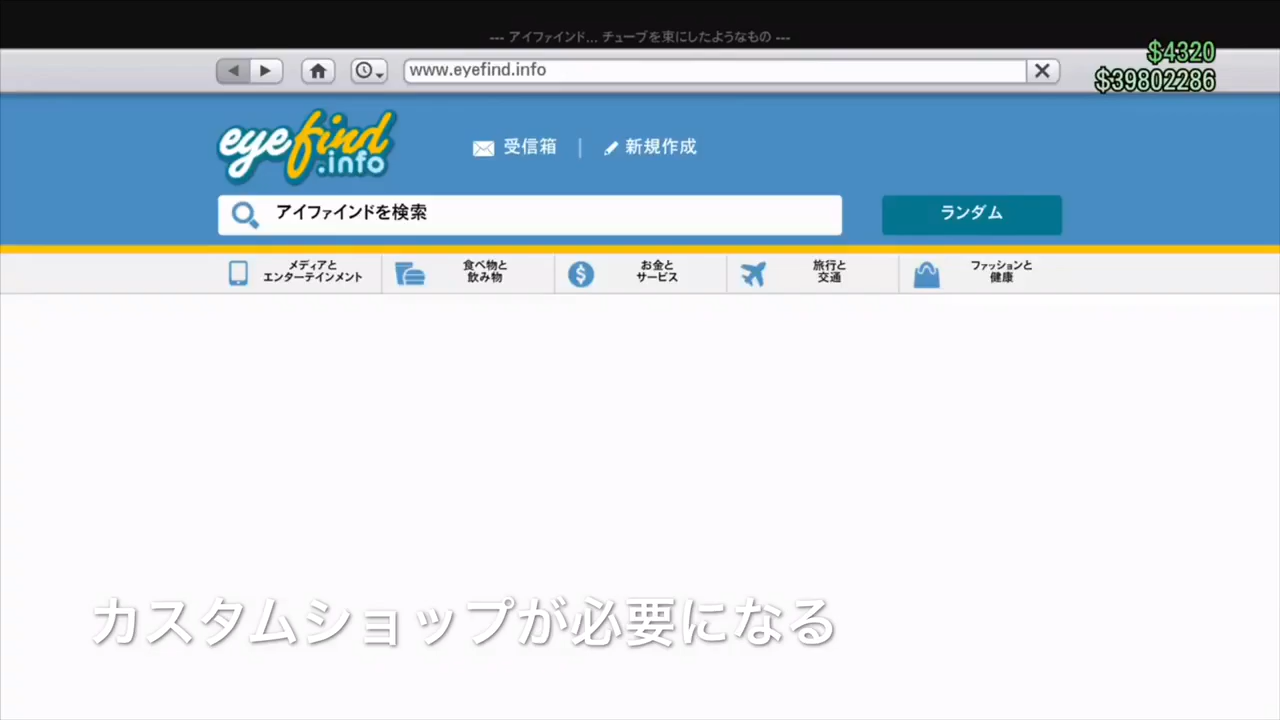 --- アイファインド... チューブを束にしたようなもの ---
$4320
www.eyefind.info
$39802286
eyefind
.info
受信箱
新規作成
アイファインドを検索
ランダム
メディアと
エンターテインメント
食べ物と
飲み物
お金と
サービス
旅行と
交通
ファッションと
健康
カスタムショップが必要になる